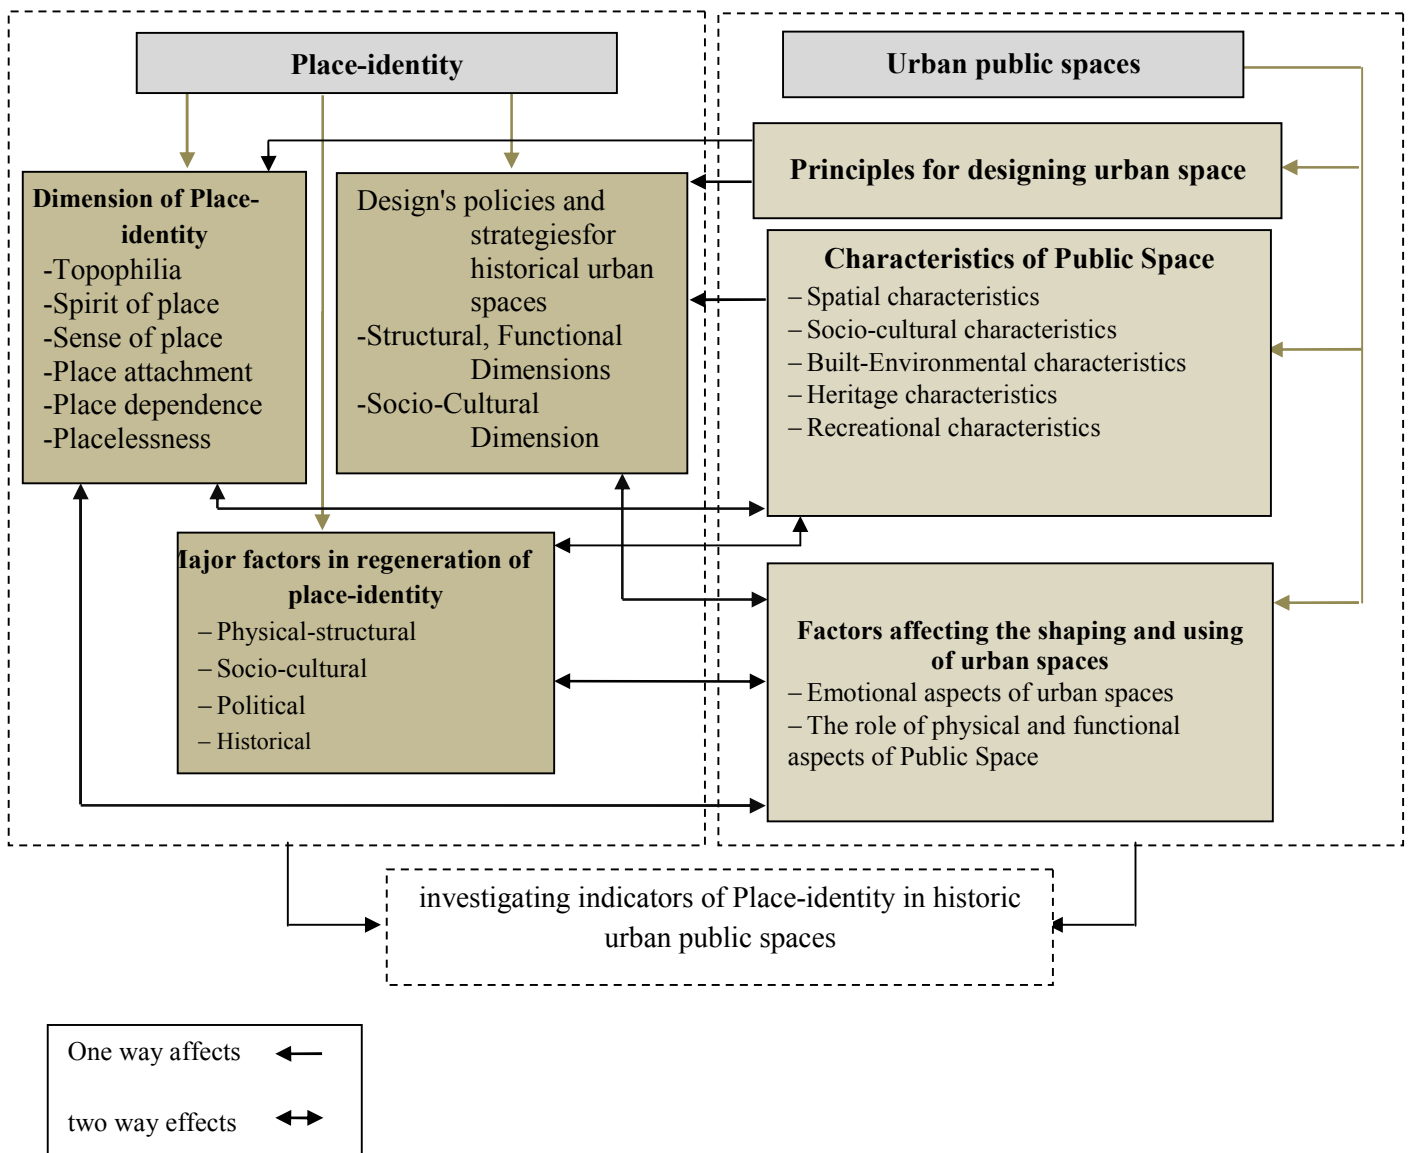 Place-identity
Urban public spaces
Principles for designing urban space
Dimension of Place-
identity
-Topophilia
-Spirit of place
-Sense of place
-Place attachment
-Place dependence
-Placelessness
Design's policies and
strategiesfor
historical urban
spaces
-Structural, Functional
Dimensions
-Socio-Cultural
Dimension
Characteristics of Public Space
– Spatial characteristics
– Socio-cultural characteristics
– Built-Environmental characteristics
– Heritage characteristics
– Recreational characteristics
Major factors in regeneration of
place-identity
– Physical-structural
– Socio-cultural
– Political
– Historical
Factors affecting the shaping and using
of urban spaces
– Emotional aspects of urban spaces
– The role of physical and functional
aspects of Public Space
investigating indicators of Place-identity in historic
urban public spaces
One way affects
two way effects